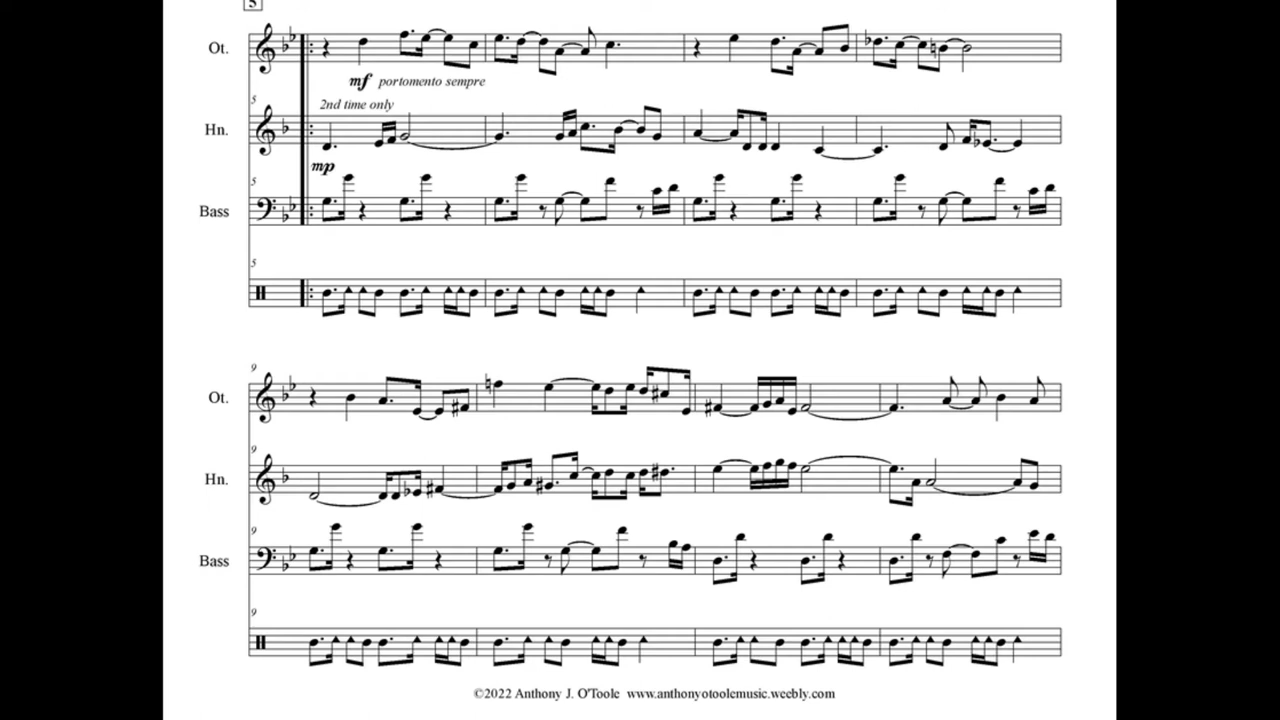 5
Ot.
mf portomento sempre
2nd time only
5
Hn.
mp
5
Bass
5
9
Ot.
9
Hn.
9
Bass
9
©2022 Anthony J. O'Toole www.anthonyotoolemusic.weebly.com